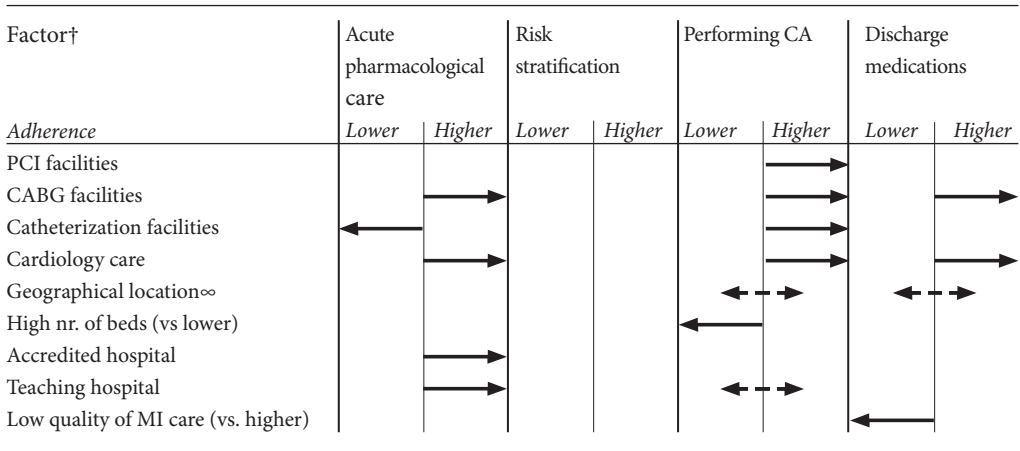 Factor† Acute Risk Performing CA Discharge
pharmacological stratification medications
care
Adherence Lower Higher Lower Higher Lower Higher Lower Higher
PCI facilities
CABG facilities
Catheterization facilities
Cardiology care
Geographical location∞
High nr. of beds (vs lower)
Accredited hospital
Teaching hospital
Low quality of MI care (vs. higher)